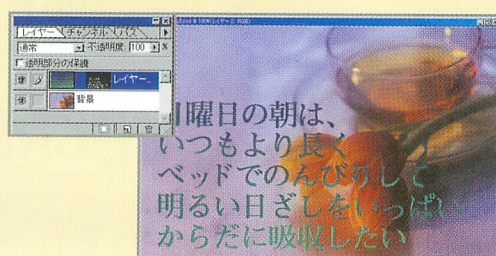 レイヤー チャンネル パス
通常 不透明度: 100 %
透明部分の保護
レイヤー..
背景
日曜日の朝は、
いつもより長く
ベッドでのんびりして
明るい日ざしをいっぱい
からだに吸収したい